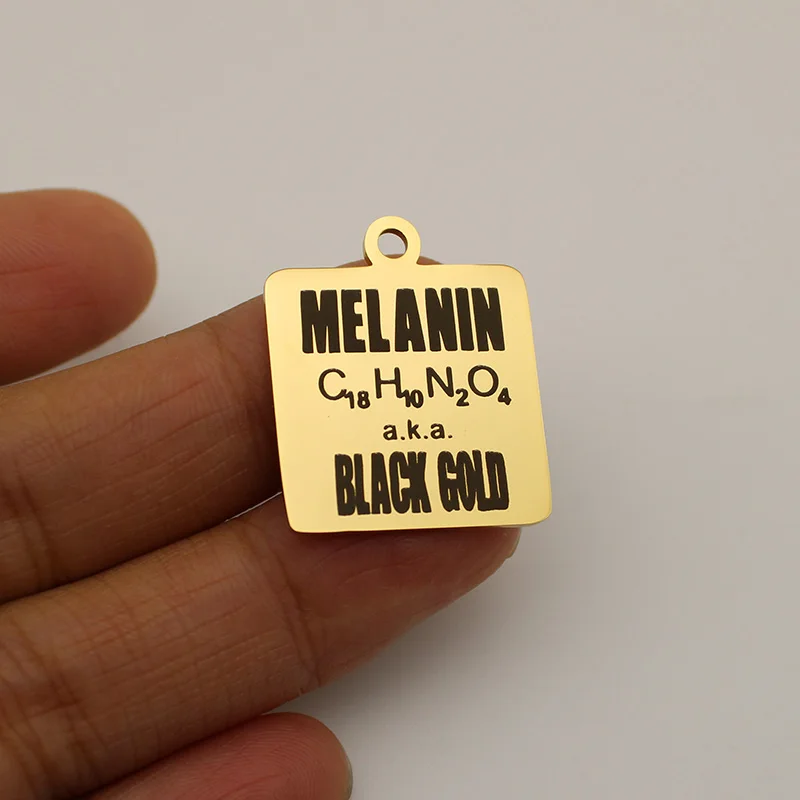 MELANIN
C₁₈H₁₀N₂O₄
a.k.a.
BLACK GOLD